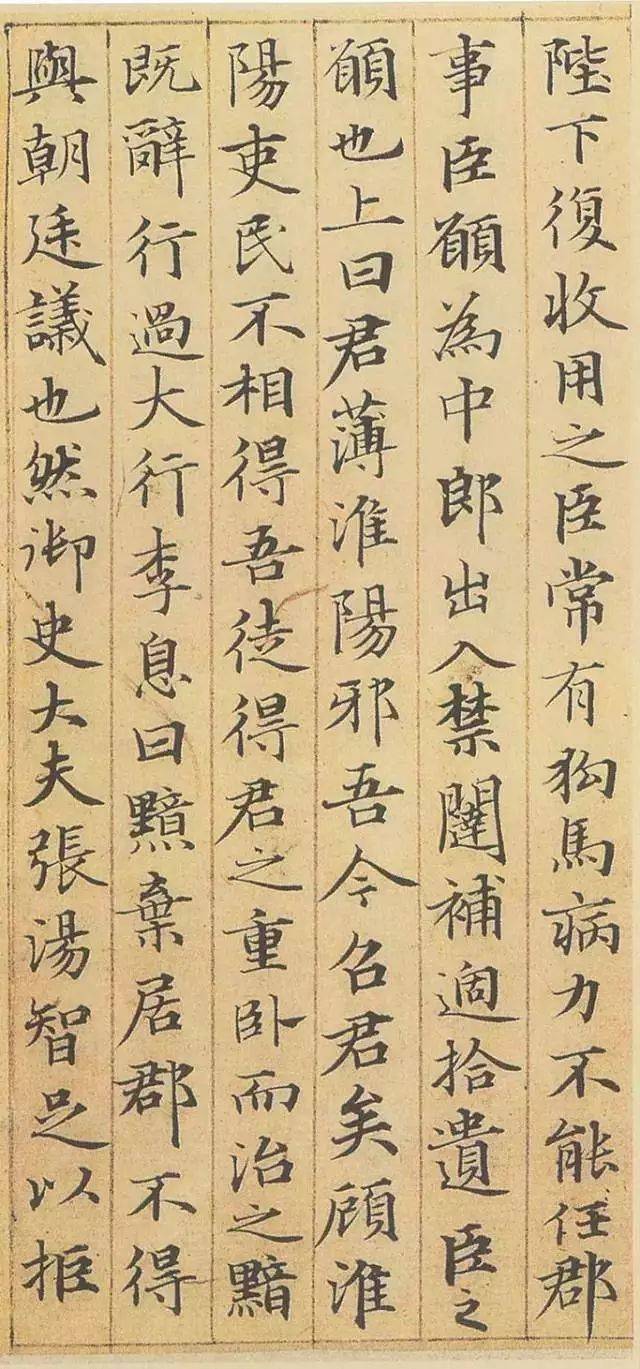 陛下復收用之臣常有狗馬病力不能任郡
事臣願為中郎出入禁闥補過拾遺臣之
願也上曰君薄淮陽邪吾今召君矣顧淮
陽吏民不相得吾徒得君之重臥而治之黯
既辭行過大行李息曰黯棄居郡不得
與朝廷議也然御史大夫張湯智足以拒